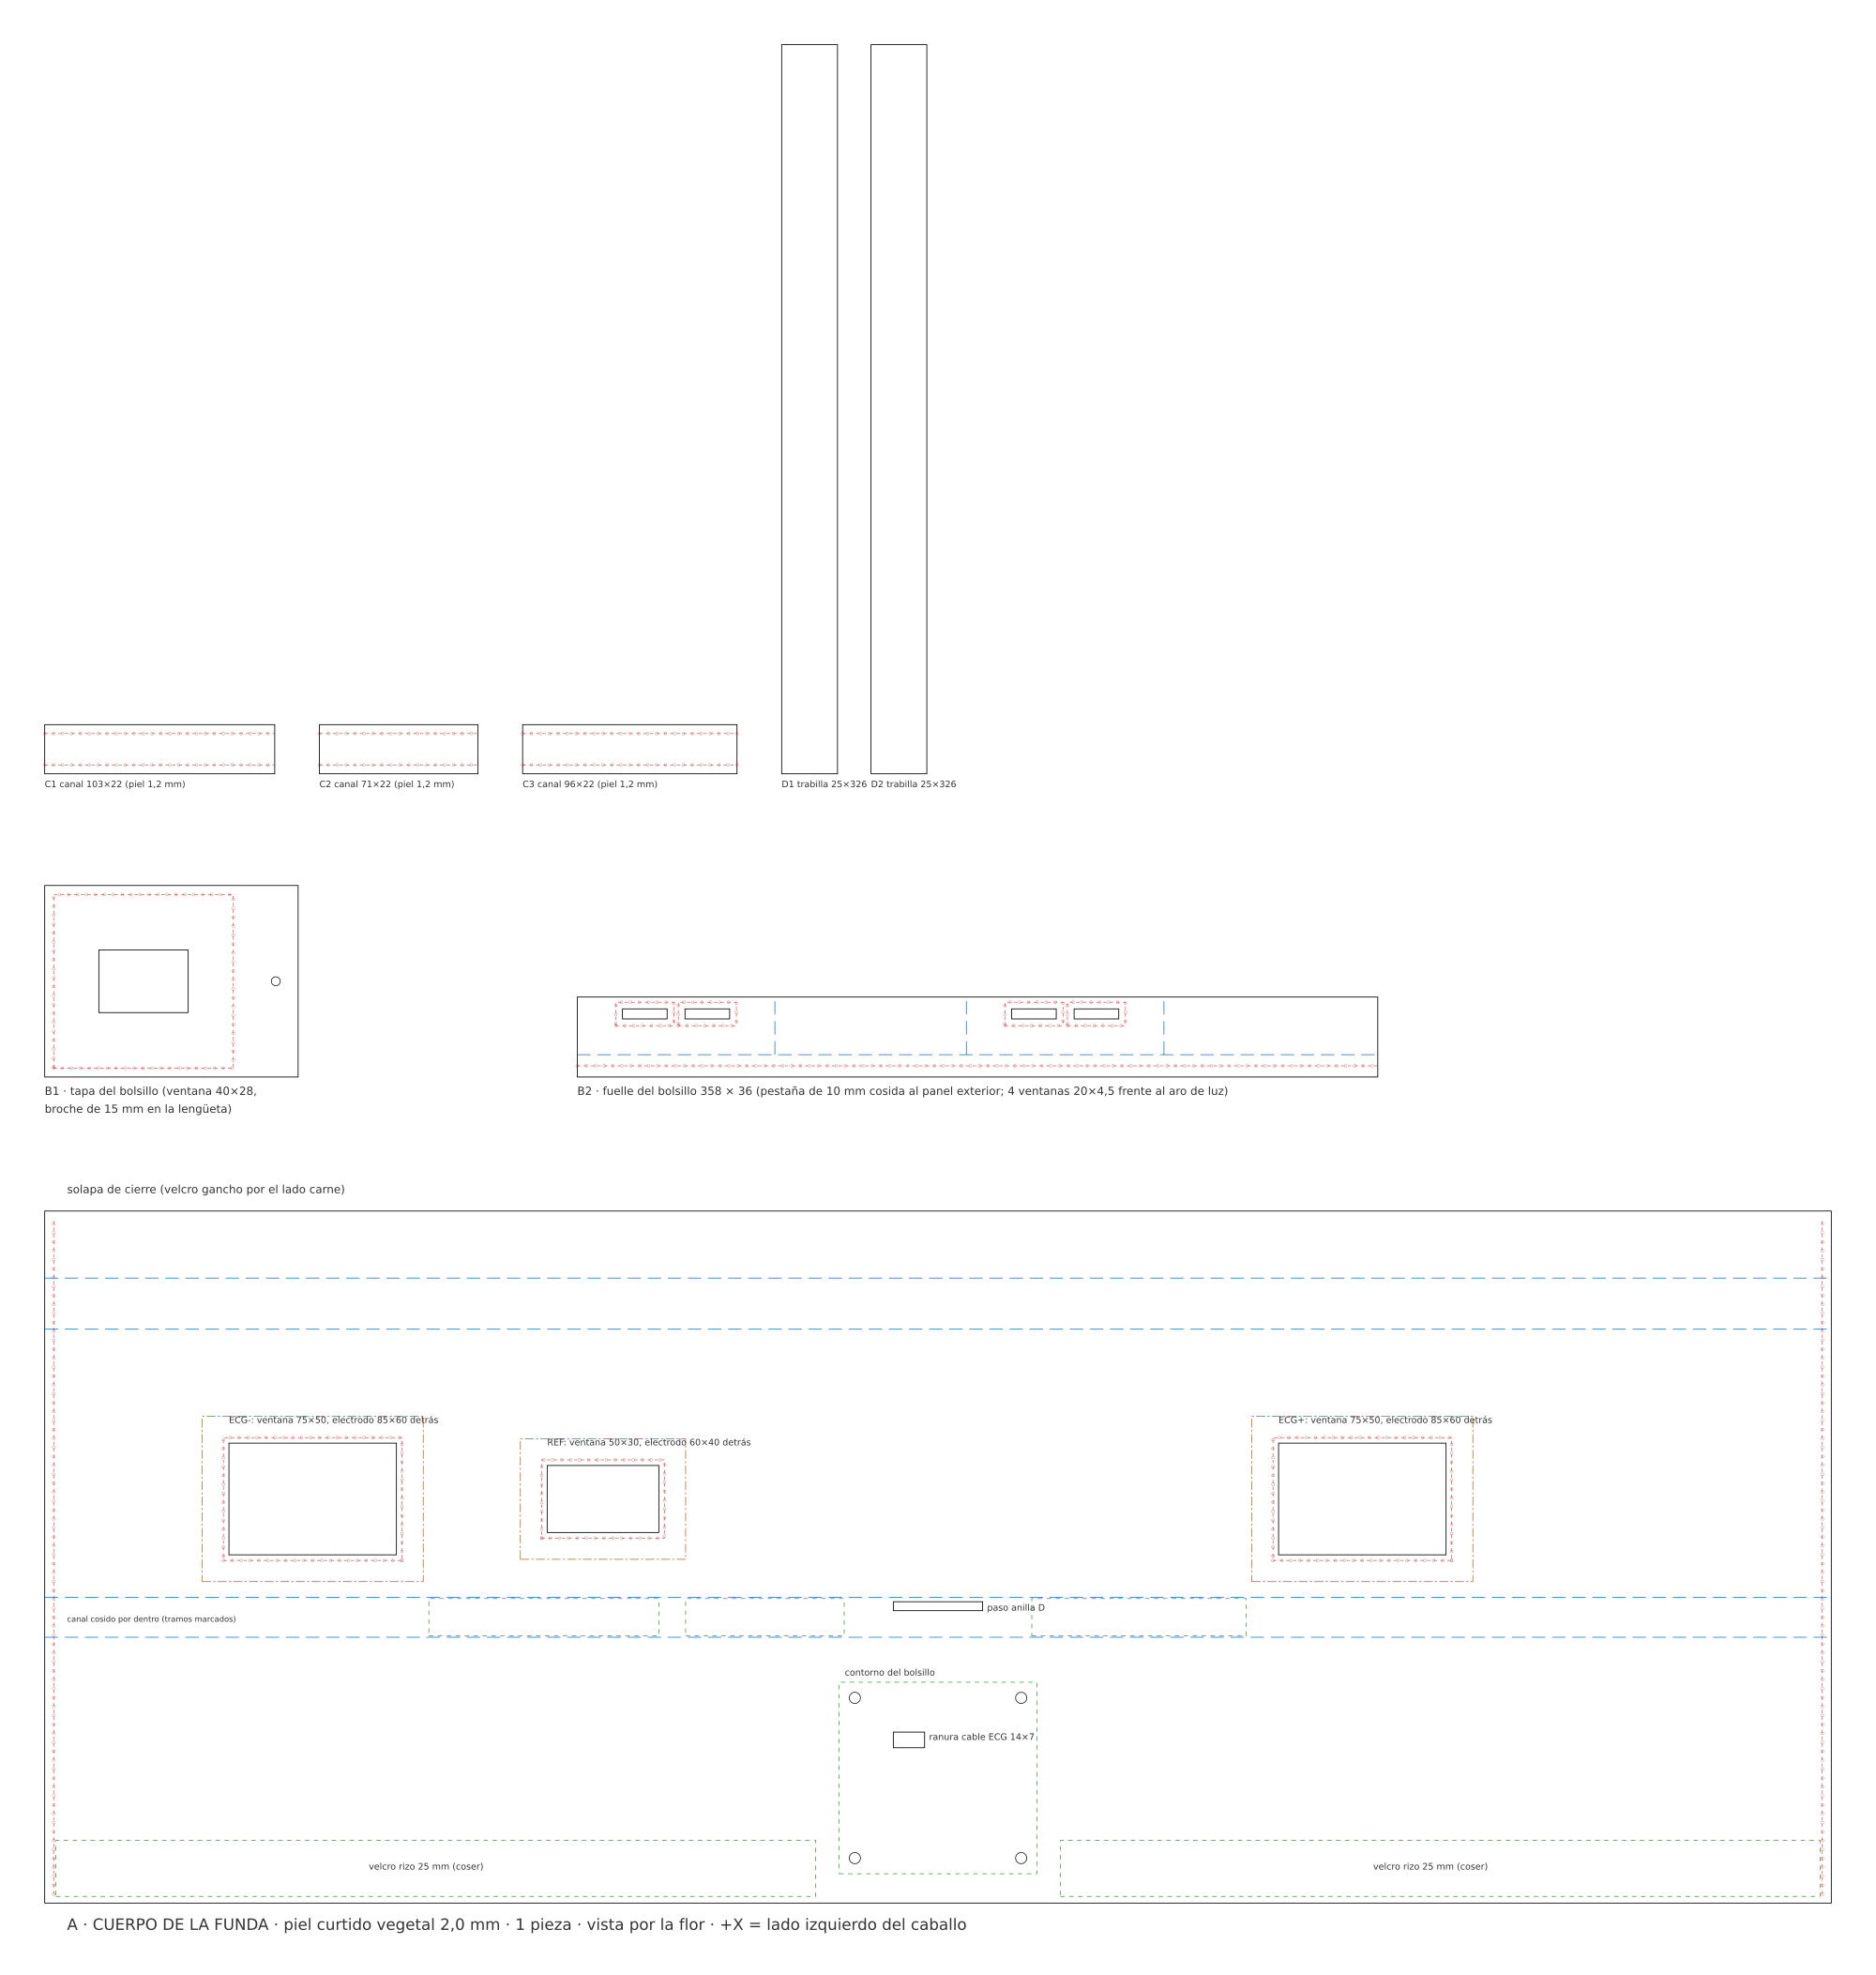 C1 canal 103×22 (piel 1,2 mm)
C2 canal 71×22 (piel 1,2 mm)
C3 canal 96×22 (piel 1,2 mm)
D1 trabilla 25×326
D2 trabilla 25×326
B1 · tapa del bolsillo (ventana 40×28,
broche de 15 mm en la lengüeta)
B2 · fuelle del bolsillo 358 × 36 (pestaña de 10 mm cosida al panel exterior; 4 ventanas 20×4,5 frente al aro de luz)
solapa de cierre (velcro gancho por el lado carne)
ECG-: ventana 75×50, electrodo 85×60 detrás
REF: ventana 50×30, electrodo 60×40 detrás
ECG+: ventana 75×50, electrodo 85×60 detrás
canal cosido por dentro (tramos marcados)
paso anilla D
contorno del bolsillo
ranura cable ECG 14×7
velcro rizo 25 mm (coser)
velcro rizo 25 mm (coser)
A · CUERPO DE LA FUNDA · piel curtido vegetal 2,0 mm · 1 pieza · vista por la flor · +X = lado izquierdo del caballo